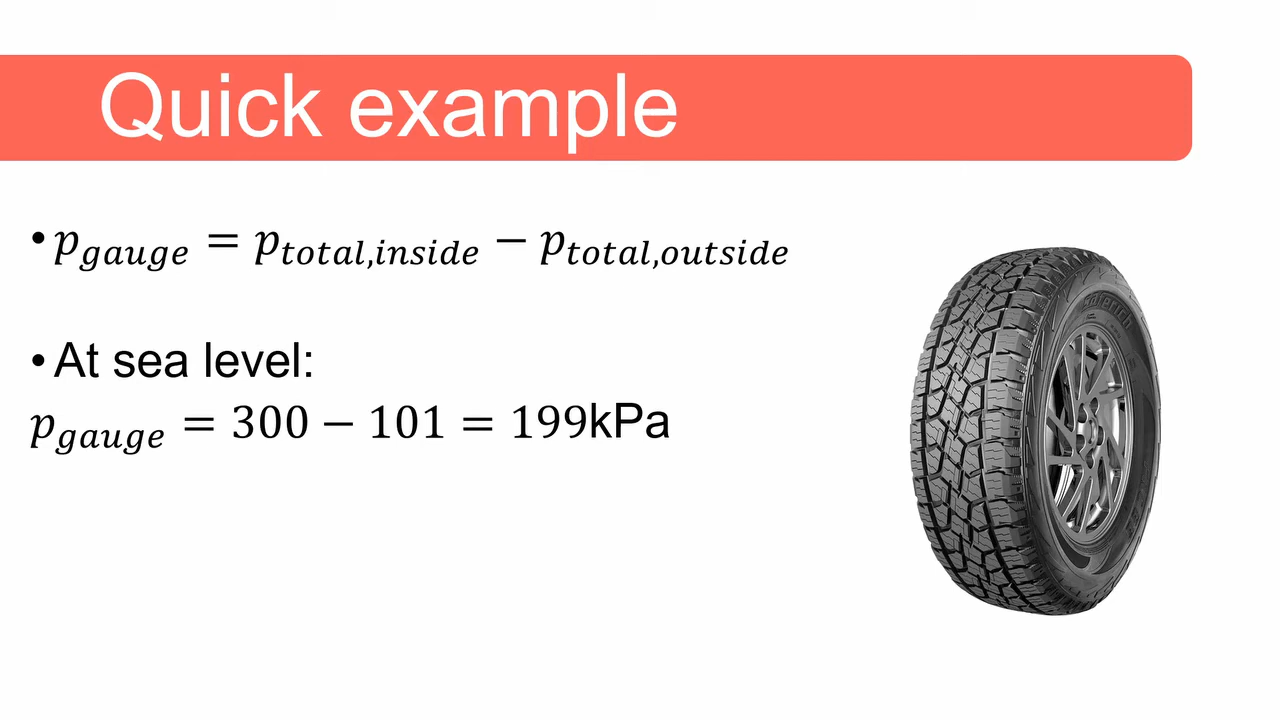 Quick example
• p_gauge = p_total,inside − p_total,outside
• At sea level:
p_gauge = 300 − 101 = 199kPa